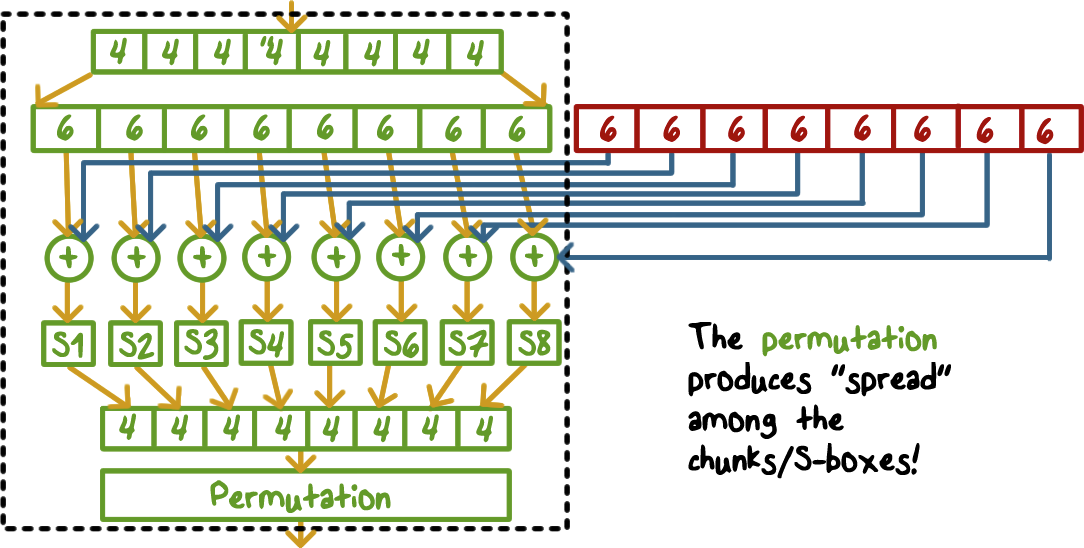 4 4 4 4 4 4 4 4
6 6 6 6 6 6 6 6 6 6 6 6 6 6 6 6
+ + + + + + + +
S1 S2 S3 S4 S5 S6 S7 S8
The permutation
produces "spread"
among the
chunks/S-boxes!
4 4 4 4 4 4 4 4
Permutation